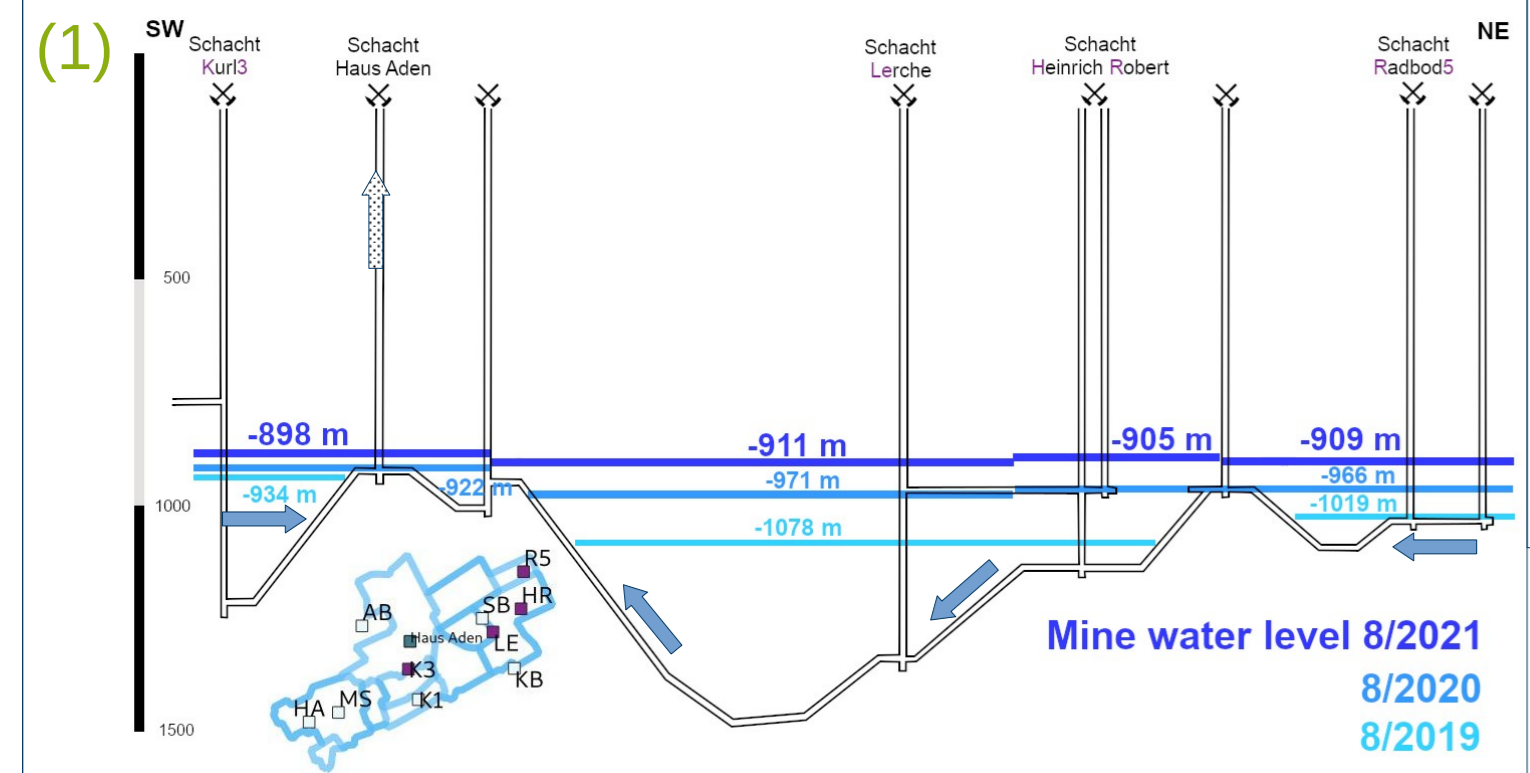 (1)
SW
NE
Schacht
Kurl3
Schacht
Haus Aden
Schacht
Lerche
Schacht
Heinrich Robert
Schacht
Radbod5
500
-898 m
-911 m
-905 m
-909 m
-934 m
-922 m
-971 m
-966 m
-1019 m
1000
-1078 m
R5
HR
SB
AB
Haus Aden
LE
K3
KB
MS
K1
HA
Mine water level 8/2021
8/2020
8/2019
1500